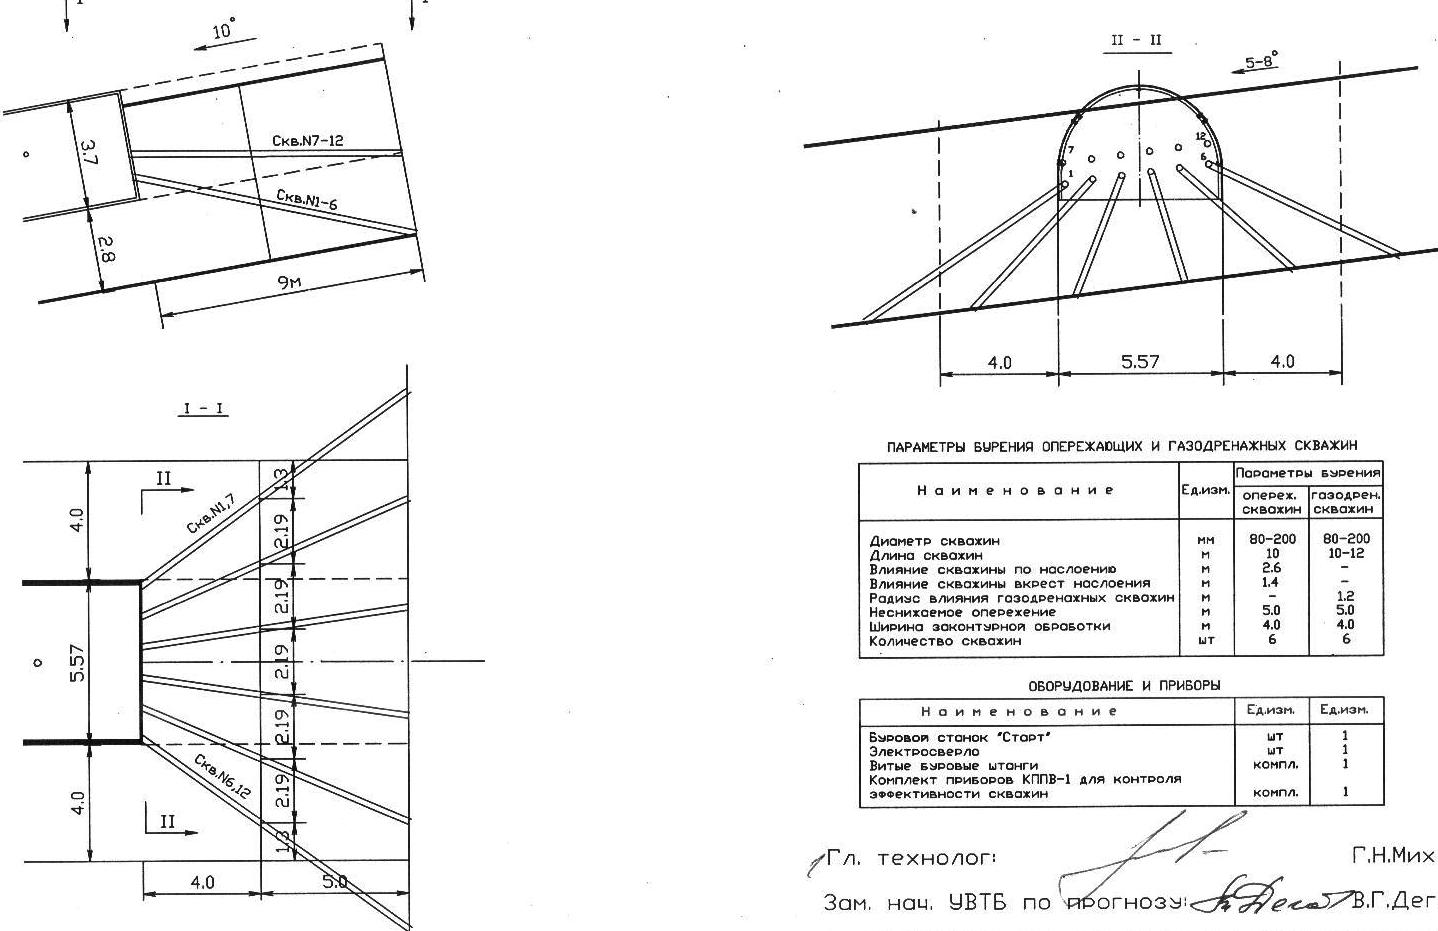 I
I
10°
3.7
2.8
Скв.N7-12
Скв.N1-6
9м
I - I
II
4.0
5.57
4.0
Скв.N1,7
Скв.N6,12
1.3
2.19
2.19
2.19
2.19
2.19
1.3
II
4.0
5.0
II - II
5-8°
7
1
12
6
4.0
5.57
4.0
ПАРАМЕТРЫ БУРЕНИЯ ОПЕРЕЖАЮЩИХ И ГАЗОДРЕНАЖНЫХ СКВАЖИН
Наименование Ед.изм. Параметры бурения
опереж. скважин газодрен. скважин
Диаметр скважин мм 80-200 80-200
Длина скважин м 10 10-12
Влияние скважины по наслоению м 2.6 -
Влияние скважины вкрест наслоения м 1.4 -
Радиус влияния газодренажных скважин м - 1.2
Неснижаемое опережение м 5.0 5.0
Ширина законтурной обработки м 4.0 4.0
Количество скважин шт 6 6
ОБОРУДОВАНИЕ И ПРИБОРЫ
Наименование Ед.изм. Ед.изм.
Буровой станок "Старт" шт 1
Электросверло шт 1
Витые буровые штанги компл. 1
Комплект приборов КППВ-1 для контроля
эффективности скважин компл. 1
Гл. технолог: Г.Н.Мих
Зам. нач. УВТБ по прогнозу: В.Г.Дег